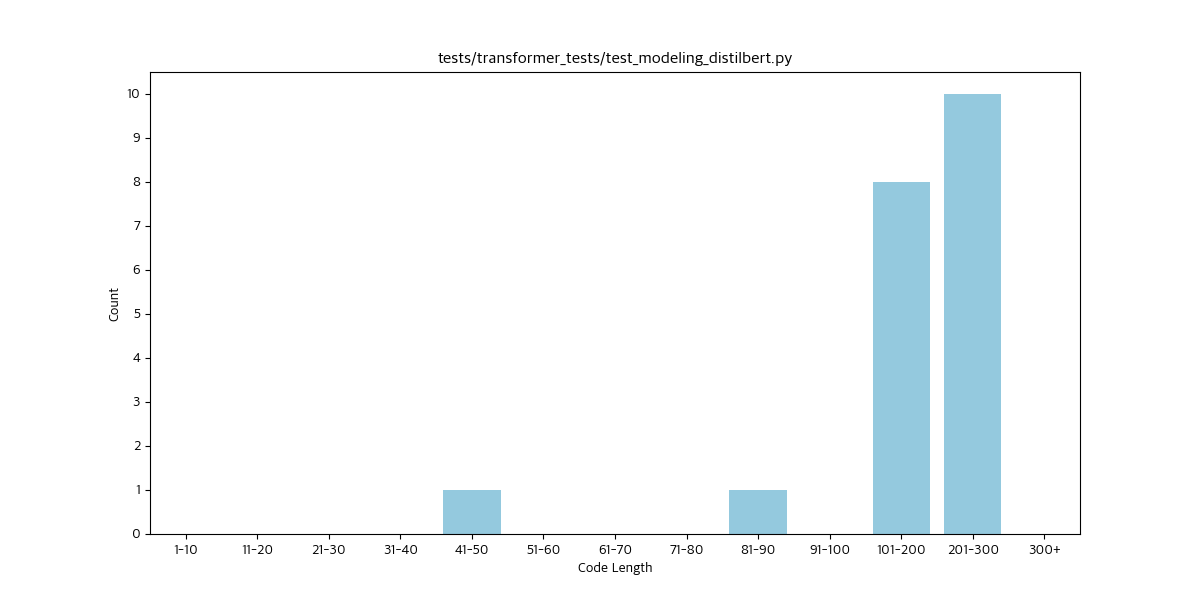 tests/transformer_tests/test_modeling_distilbert.py
10
9
8
7
6
5
4
3
2
1
0
Count
1-10 11-20 21-30 31-40 41-50 51-60 61-70 71-80 81-90 91-100 101-200 201-300 300+
Code Length